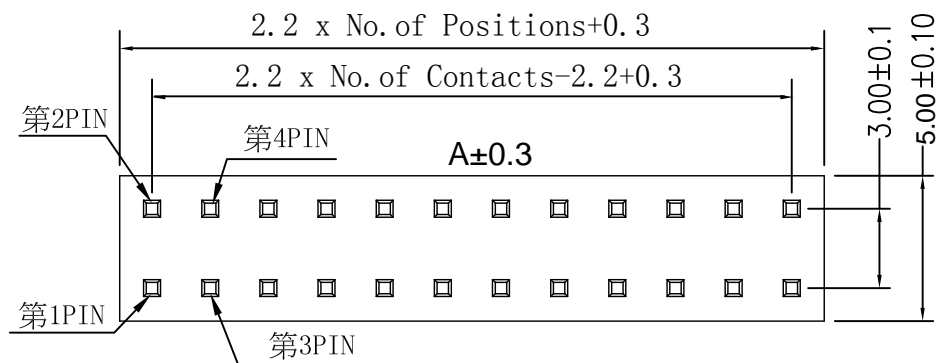 2.2 x No.of Positions+0.3
2.2 x No.of Contacts-2.2+0.3
第2PIN
第4PIN
A±0.3
3.00±0.1
5.00±0.10
第1PIN
第3PIN